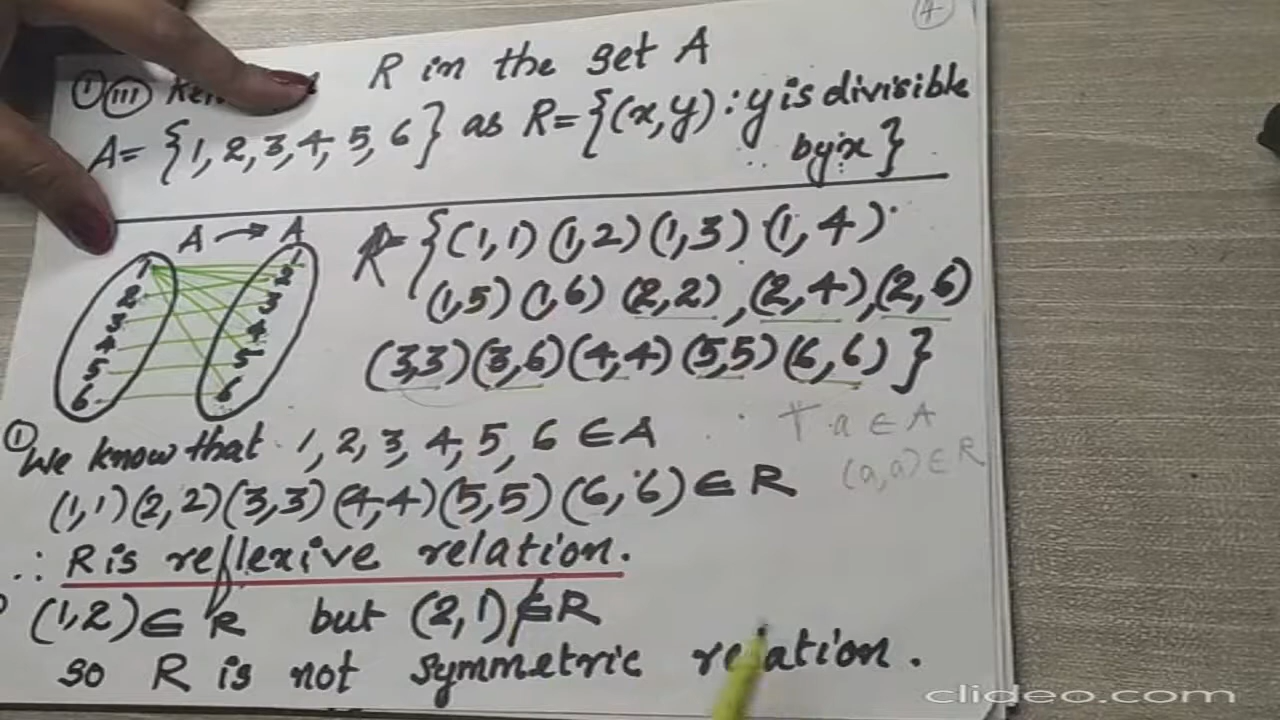 4
① (iii) R in the set A
A = {1, 2, 3, 4, 5, 6} as R = {(x, y) : y is divisible
by x}
A → A
1
2
3
4
5
6
1
2
3
4
5
6
R = {(1, 1) (1, 2) (1, 3) (1, 4)
(1, 5) (1, 6) (2, 2), (2, 4), (2, 6)
(3, 3) (3, 6) (4, 4) (5, 5) (6, 6)}
① We know that 1, 2, 3, 4, 5, 6 ∈ A
a ∈ A
(a, a) ∈ R
(1, 1) (2, 2) (3, 3) (4, 4) (5, 5) (6, 6) ∈ R
∴ R is reflexive relation.
(1, 2) ∈ R but (2, 1) ∉ R
so R is not symmetric relation.
clideo.com